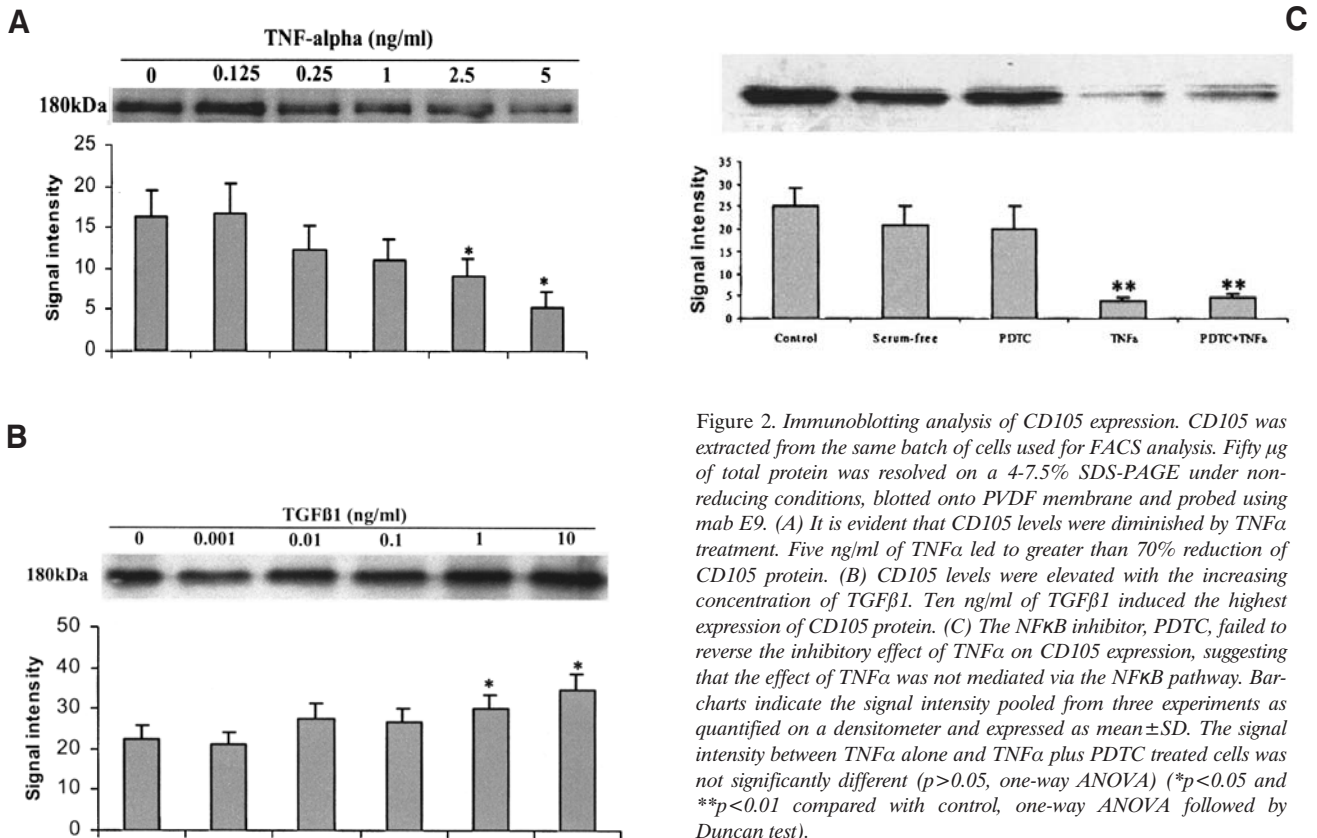 A
TNF-alpha (ng/ml)
0 0.125 0.25 1 2.5 5
180kDa
Signal intensity
25
20
15
10
5
0
*
*
B
TGFß1 (ng/ml)
0 0.001 0.01 0.1 1 10
180kDa
Signal intensity
50
40
30
20
10
0
*
*
C
Signal intensity
35
30
25
20
15
10
5
0
**
**
Control Serum-free PDTC TNFa PDTC+TNFa
Figure 2. Immunoblotting analysis of CD105 expression. CD105 was
extracted from the same batch of cells used for FACS analysis. Fifty μg
of total protein was resolved on a 4-7.5% SDS-PAGE under non-
reducing conditions, blotted onto PVDF membrane and probed using
mab E9. (A) It is evident that CD105 levels were diminished by TNFα
treatment. Five ng/ml of TNFα led to greater than 70% reduction of
CD105 protein. (B) CD105 levels were elevated with the increasing
concentration of TGFß1. Ten ng/ml of TGFß1 induced the highest
expression of CD105 protein. (C) The NFκB inhibitor, PDTC, failed to
reverse the inhibitory effect of TNFα on CD105 expression, suggesting
that the effect of TNFα was not mediated via the NFκB pathway. Bar-
charts indicate the signal intensity pooled from three experiments as
quantified on a densitometer and expressed as mean±SD. The signal
intensity between TNFα alone and TNFα plus PDTC treated cells was
not significantly different (p>0.05, one-way ANOVA) (*p<0.05 and
**p<0.01 compared with control, one-way ANOVA followed by
Duncan test).